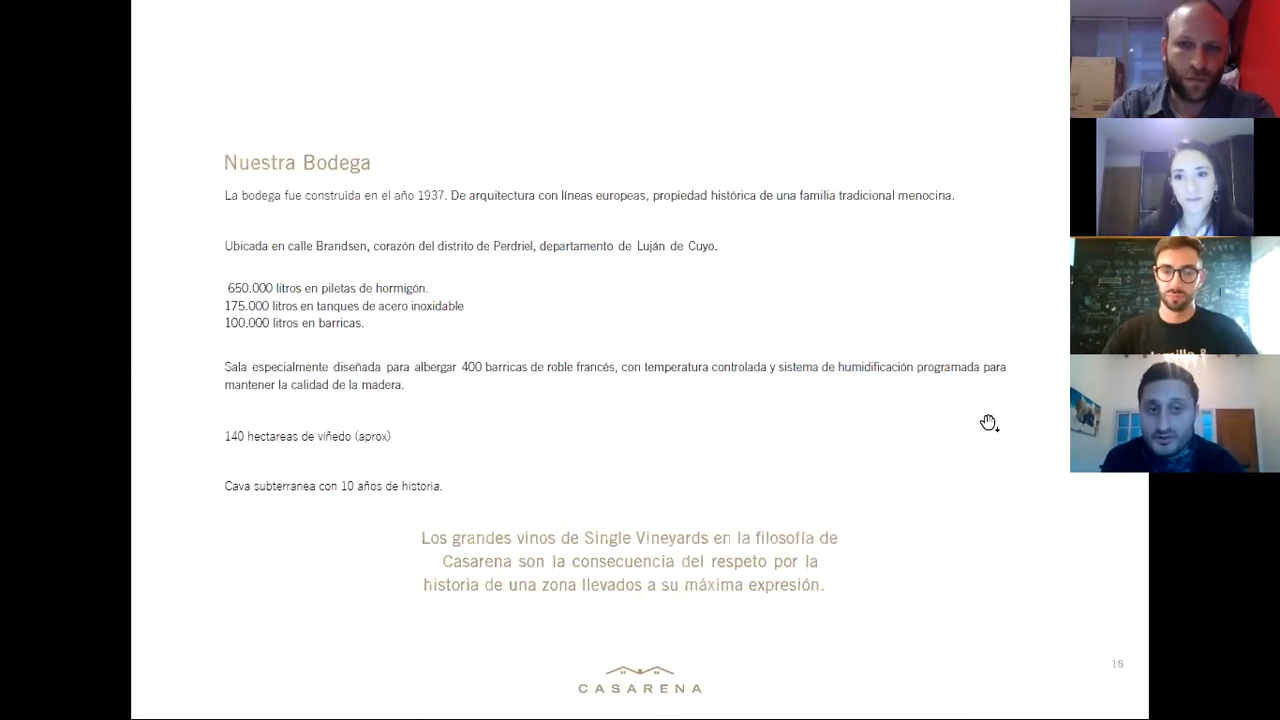 Nuestra Bodega
La bodega fue construida en el año 1937. De arquitectura con líneas europeas, propiedad histórica de una familia tradicional menocina.
Ubicada en calle Brandsen, corazón del distrito de Perdriel, departamento de Luján de Cuyo.
650.000 litros en piletas de hormigón.
175.000 litros en tanques de acero inoxidable
100.000 litros en barricas.
Sala especialmente diseñada para albergar 400 barricas de roble francés, con temperatura controlada y sistema de humidificación programada para
mantener la calidad de la madera.
140 hectareas de viñedo (aprox)
Cava subterranea con 10 años de historia.
Los grandes vinos de Single Vineyards en la filosofía de
Casarena son la consecuencia del respeto por la
historia de una zona llevados a su máxima expresión.
CASARENA
18